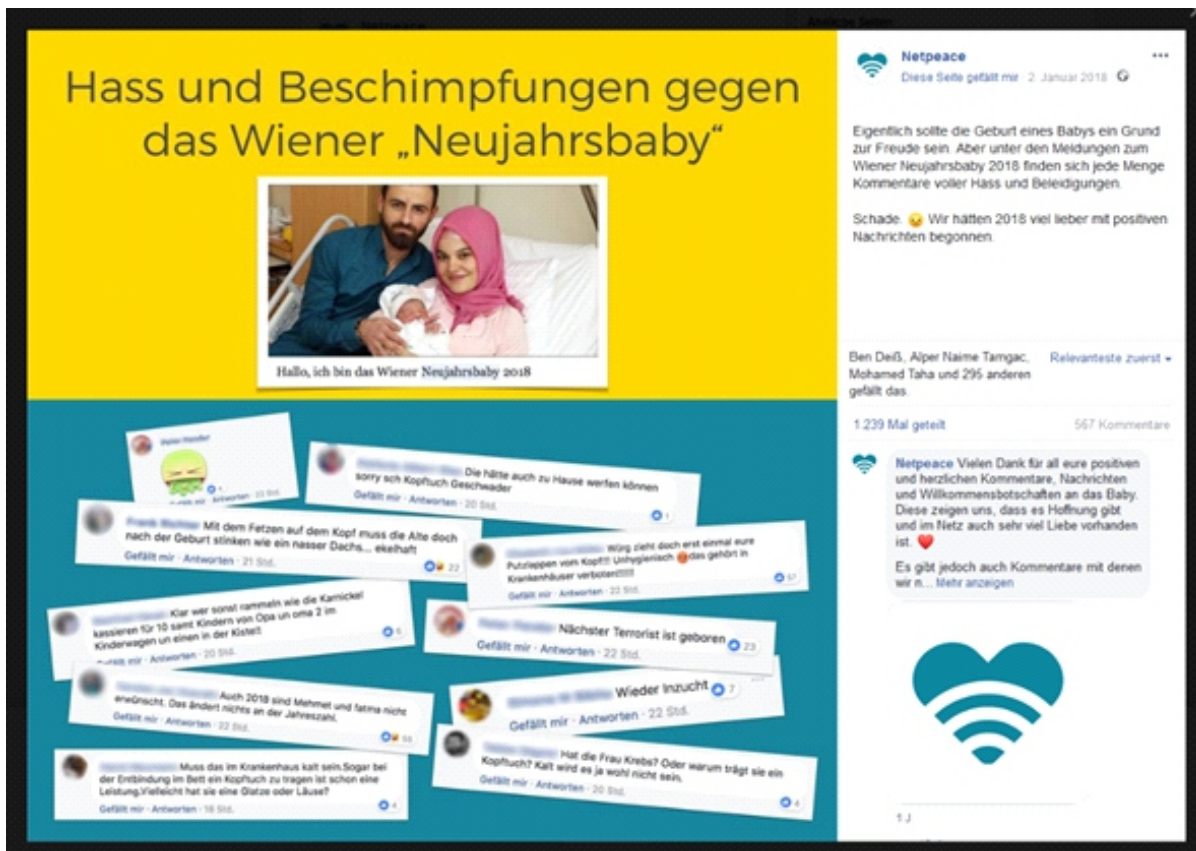 Hass und Beschimpfungen gegen
das Wiener „Neujahrsbaby“
Hallo, ich bin das Wiener Neujahrsbaby 2018
Gefällt mir · Antworten · 20 Std.
Die hätte auch zu Hause werfen können
sorry sch Kopftuch Geschwader
Gefällt mir · Antworten · 20 Std.
1
Mit dem Fetzen auf dem Kopf muss die Alte doch
nach der Geburt stinken wie ein nasser Dachs... ekelhaft
Gefällt mir · Antworten · 21 Std.
22
Würg zieht doch erst einmal eure
Putzlappen vom Kopf!!! Unhygienisch das gehört in
Krankenhäuser verboten!!!!!!
Gefällt mir · Antworten · 22 Std.
57
Klar wer sonst rammeln wie die Karnickel
kassieren für 10 samt Kindern von Opa un oma 2 im
Kinderwagen un einen in der Kiste!!
Gefällt mir · Antworten · 20 Std.
6
Nächster Terrorist ist geboren
23
Gefällt mir · Antworten · 22 Std.
Auch 2018 sind Mehmet und fatma nicht
erwünscht. Das ändert nichts an der Jahreszahl.
Gefällt mir · Antworten · 22 Std.
Wieder Inzucht
7
Gefällt mir · Antworten · 22 Std.
Muss das im Krankenhaus kalt sein.Sogar bei
der Entbindung im Bett ein Kopftuch zu tragen ist schon eine
Leistung.Vielleicht hat sie eine Glatze oder Läuse?
Gefällt mir · Antworten · 18 Std.
4
Hat die Frau Krebs? Oder warum trägt sie ein
Kopftuch? Kalt wird es ja wohl nicht sein.
Gefällt mir · Antworten · 20 Std.
4
Netpeace
Diese Seite gefällt mir · 2. Januar 2018
Eigentlich sollte die Geburt eines Babys ein Grund
zur Freude sein. Aber unter den Meldungen zum
Wiener Neujahrsbaby 2018 finden sich jede Menge
Kommentare voller Hass und Beleidigungen.
Schade. Wir hätten 2018 viel lieber mit positiven
Nachrichten begonnen.
Ben Deiß, Alper Naime Tamgac,
Mohamed Taha und 295 anderen
gefällt das.
Relevanteste zuerst
1.239 Mal geteilt
567 Kommentare
Netpeace Vielen Dank für all eure positiven
und herzlichen Kommentare, Nachrichten
und Willkommensbotschaften an das Baby.
Diese zeigen uns, dass es Hoffnung gibt
und im Netz auch sehr viel Liebe vorhanden
ist.
Es gibt jedoch auch Kommentare mit denen
wir n... Mehr anzeigen
1 J